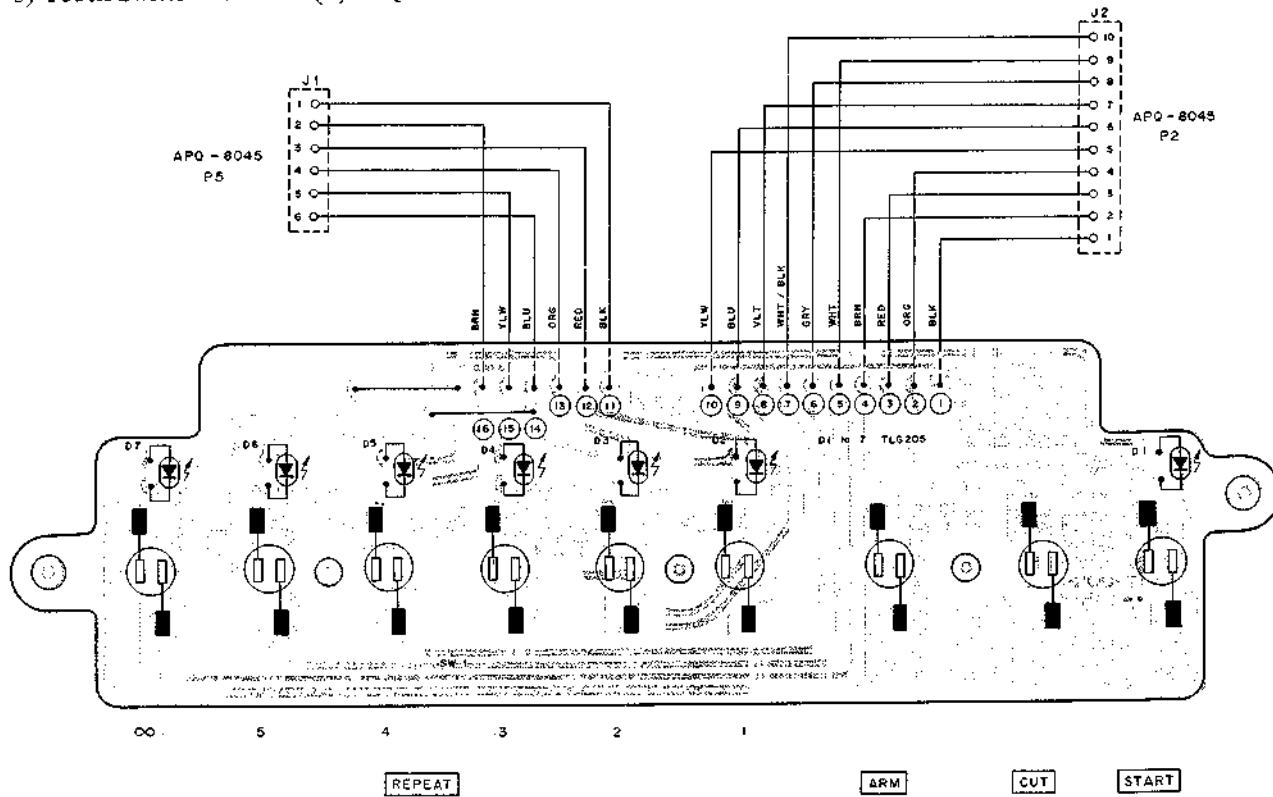 J2
10
9
8
7
6
5
4
3
2
1
APQ - 8045
P2
J1
1
2
3
4
5
6
APQ - 8045
P5
BRN
YLW
BLU
ORG
RED
BLK
YLW
BLU
VLT
WHT / BLK
GRY
WHT
BRN
RED
ORG
BLK
13 12 11
10 9 8 7 6 5 4 3 2 1
16 15 14
D7 D6 D5 D4 D3 D2 D1
TLG205
SW-1
∞ 5 4 3 2 1
REPEAT ARM CUT START